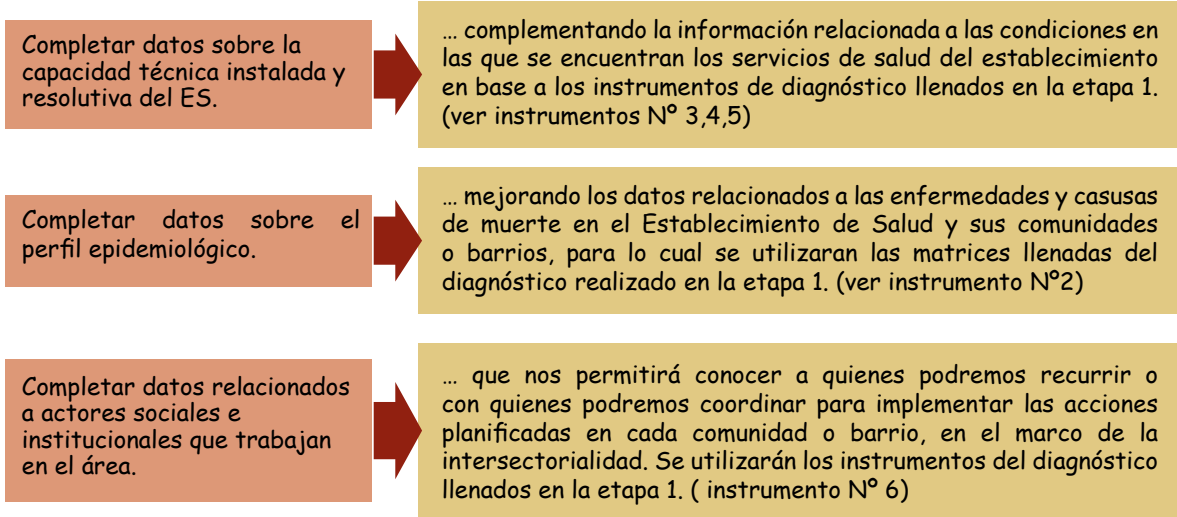 Completar datos sobre la
capacidad técnica instalada y
resolutiva del ES.
... complementando la información relacionada a las condiciones en
las que se encuentran los servicios de salud del establecimiento
en base a los instrumentos de diagnóstico llenados en la etapa 1.
(ver instrumentos Nº 3,4,5)
Completar datos sobre el
perfil epidemiológico.
... mejorando los datos relacionados a las enfermedades y casusas
de muerte en el Establecimiento de Salud y sus comunidades
o barrios, para lo cual se utilizaran las matrices llenadas del
diagnóstico realizado en la etapa 1. (ver instrumento Nº2)
Completar datos relacionados
a actores sociales e
institucionales que trabajan
en el área.
... que nos permitirá conocer a quienes podremos recurrir o
con quienes podremos coordinar para implementar las acciones
planificadas en cada comunidad o barrio, en el marco de la
intersectorialidad. Se utilizarán los instrumentos del diagnóstico
llenados en la etapa 1. ( instrumento Nº 6)